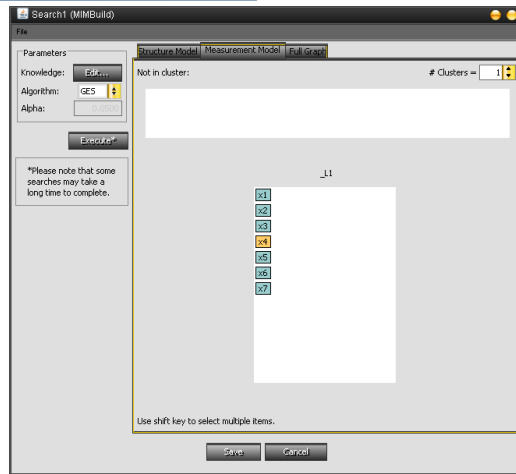 Search1 (MIMBuild)
File
Parameters
Knowledge: Edit...
Algorithm: GES
Alpha: 0.0500
Execute*
*Please note that some
searches may take a
long time to complete.
Structure Model Measurement Model Full Graph
Not in cluster: # Clusters = 1
_L1
x1
x2
x3
x4
x5
x6
x7
Use shift key to select multiple items.
Save Cancel